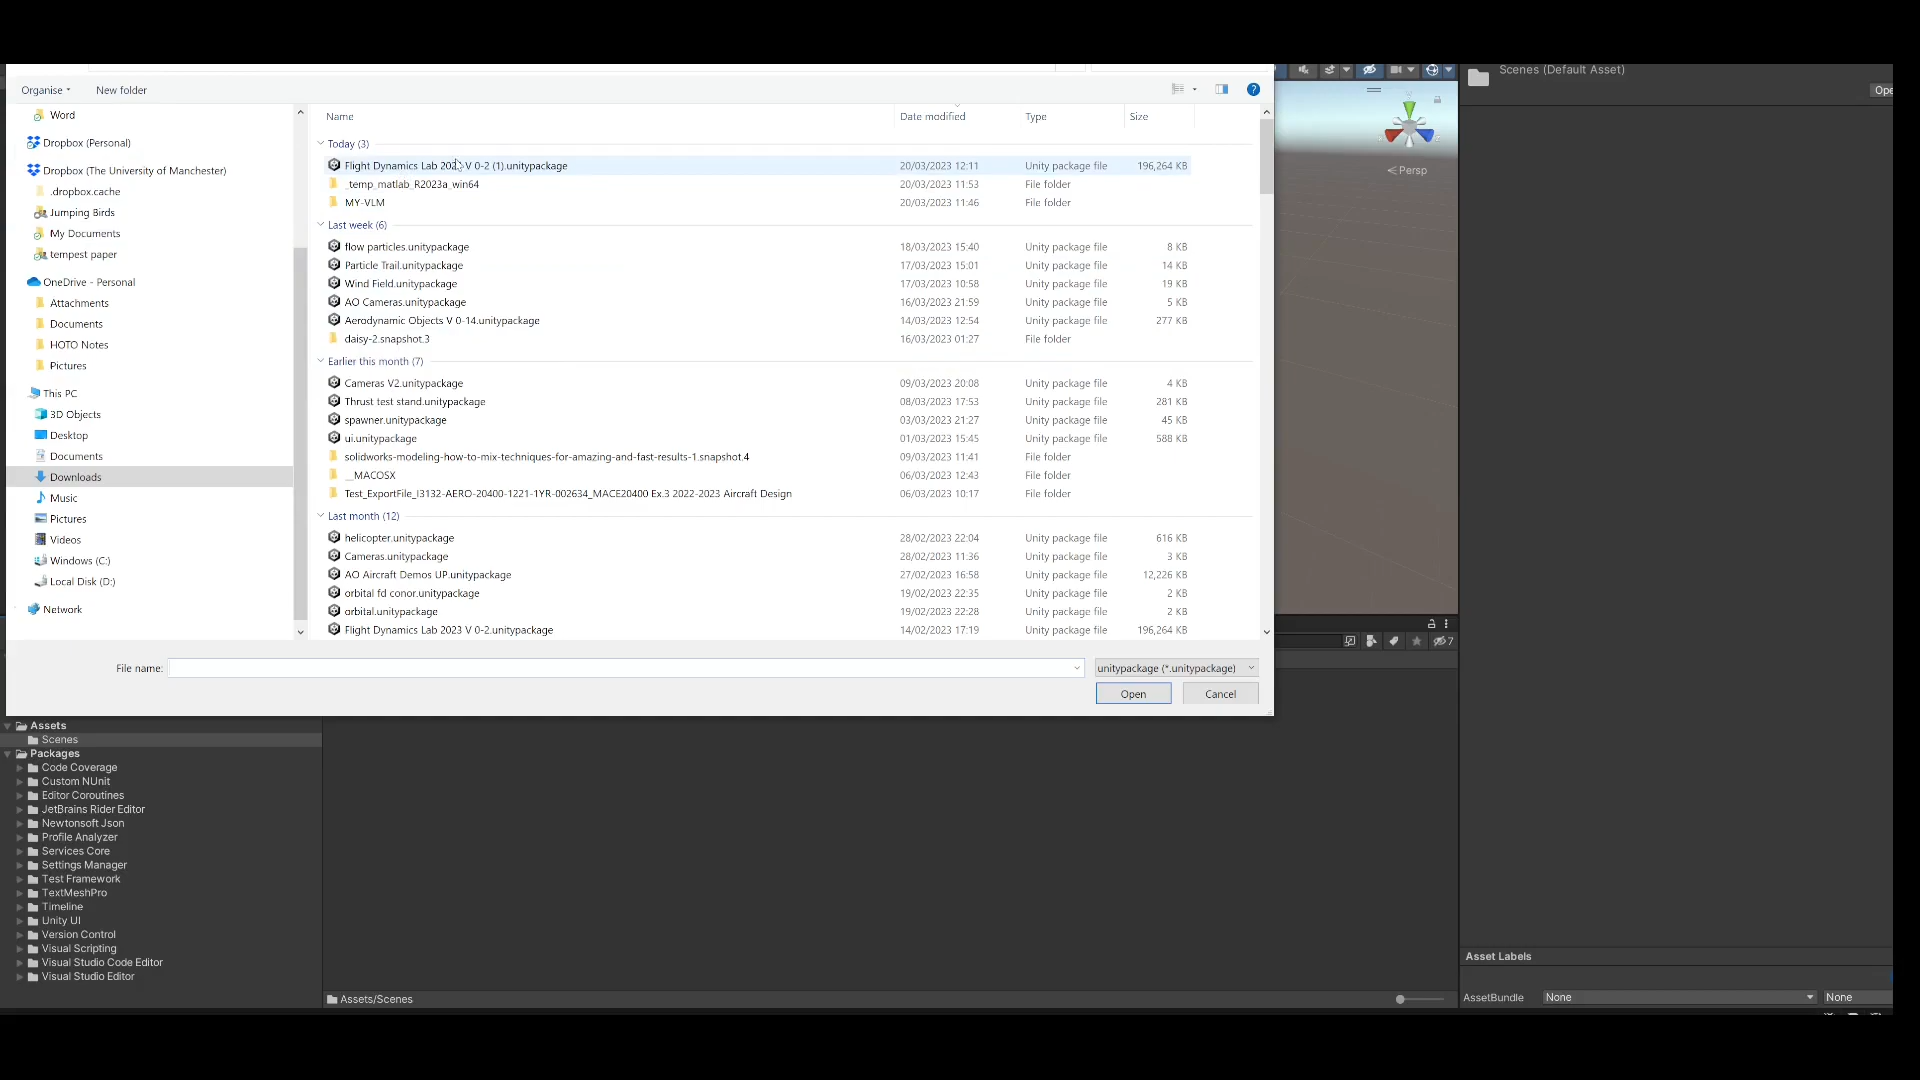 Scenes (Default Asset)
Organise
New folder
Ope
Word
Dropbox (Personal)
Dropbox (The University of Manchester)
.dropbox.cache
Jumping Birds
My Documents
tempest paper
OneDrive - Personal
Attachments
Documents
HOTO Notes
Pictures
This PC
3D Objects
Desktop
Documents
Downloads
Music
Pictures
Videos
Windows (C:)
Local Disk (D:)
Network
Name Date modified Type Size
Today (3)
Flight Dynamics Lab 2023 V 0-2 (1).unitypackage 20/03/2023 12:11 Unity package file 196,264 KB
_temp_matlab_R2023a_win64 20/03/2023 11:53 File folder
MY-VLM 20/03/2023 11:46 File folder
Last week (6)
flow particles.unitypackage 18/03/2023 15:40 Unity package file 8 KB
Particle Trail.unitypackage 17/03/2023 15:01 Unity package file 14 KB
Wind Field.unitypackage 17/03/2023 10:58 Unity package file 19 KB
AO Cameras.unitypackage 16/03/2023 21:59 Unity package file 5 KB
Aerodynamic Objects V 0-14.unitypackage 14/03/2023 12:54 Unity package file 277 KB
daisy-2.snapshot.3 16/03/2023 01:27 File folder
Earlier this month (7)
Cameras V2.unitypackage 09/03/2023 20:08 Unity package file 4 KB
Thrust test stand.unitypackage 08/03/2023 17:53 Unity package file 281 KB
spawner.unitypackage 03/03/2023 21:27 Unity package file 45 KB
ui.unitypackage 01/03/2023 15:45 Unity package file 588 KB
solidworks-modeling-how-to-mix-techniques-for-amazing-and-fast-results-1.snapshot.4 09/03/2023 11:41 File folder
__MACOSX 06/03/2023 12:43 File folder
Test_ExportFile_I3132-AERO-20400-1221-1YR-002634_MACE20400 Ex.3 2022-2023 Aircraft Design 06/03/2023 10:17 File folder
Last month (12)
helicopter.unitypackage 28/02/2023 22:04 Unity package file 616 KB
Cameras.unitypackage 28/02/2023 11:36 Unity package file 3 KB
AO Aircraft Demos UP.unitypackage 27/02/2023 16:58 Unity package file 12,226 KB
orbital fd conor.unitypackage 19/02/2023 22:35 Unity package file 2 KB
orbital.unitypackage 19/02/2023 22:28 Unity package file 2 KB
Flight Dynamics Lab 2023 V 0-2.unitypackage 14/02/2023 17:19 Unity package file 196,264 KB
Persp
7
File name: unitypackage (*.unitypackage)
Open Cancel
Assets
Scenes
Packages
Code Coverage
Custom NUnit
Editor Coroutines
JetBrains Rider Editor
Newtonsoft Json
Profile Analyzer
Services Core
Settings Manager
Test Framework
TextMeshPro
Timeline
Unity UI
Version Control
Visual Scripting
Visual Studio Code Editor
Visual Studio Editor
Assets/Scenes
Asset Labels
AssetBundle None None